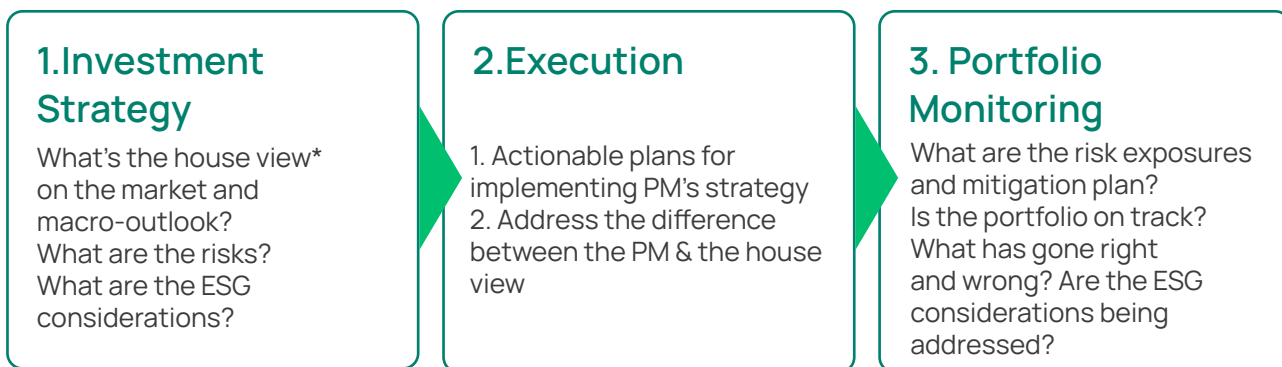 1.Investment
Strategy
What's the house view*
on the market and
macro-outlook?
What are the risks?
What are the ESG
considerations?
2.Execution
1. Actionable plans for
implementing PM's strategy
2. Address the difference
between the PM & the house
view
3. Portfolio
Monitoring
What are the risk exposures
and mitigation plan?
Is the portfolio on track?
What has gone right
and wrong? Are the ESG
considerations being
addressed?